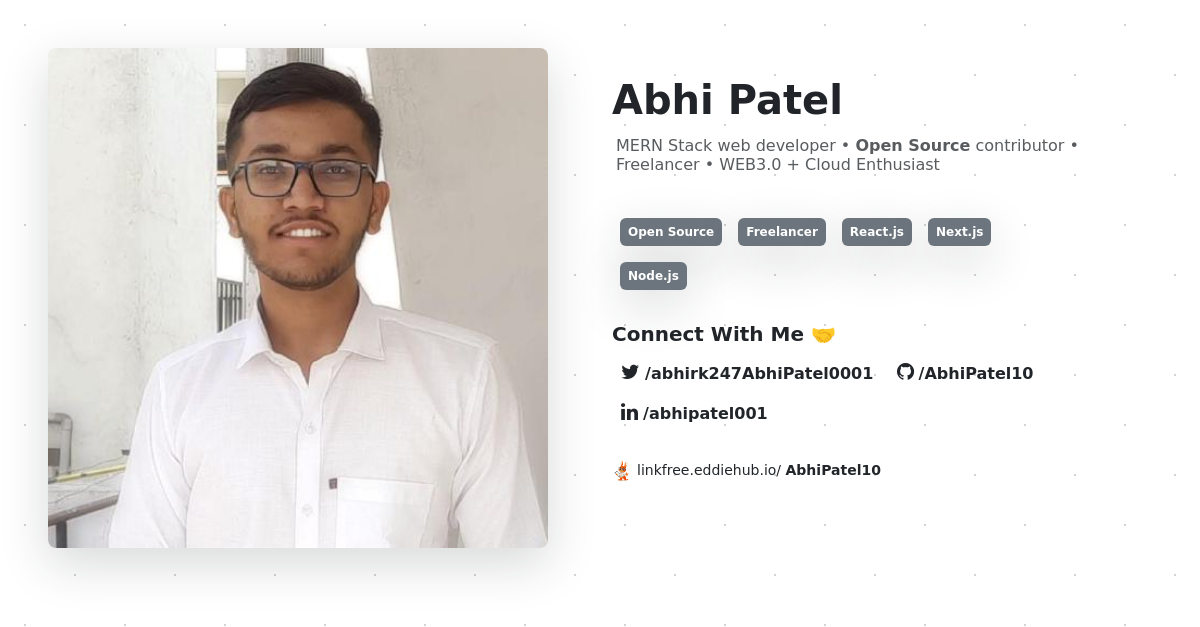 Abhi Patel
MERN Stack web developer • Open Source contributor •
Freelancer • WEB3.0 + Cloud Enthusiast
Open Source Freelancer React.js Next.js
Node.js
Connect With Me 🤝
/abhirk247AbhiPatel0001 /AbhiPatel10
/abhipatel001
linkfree.eddiehub.io/ AbhiPatel10